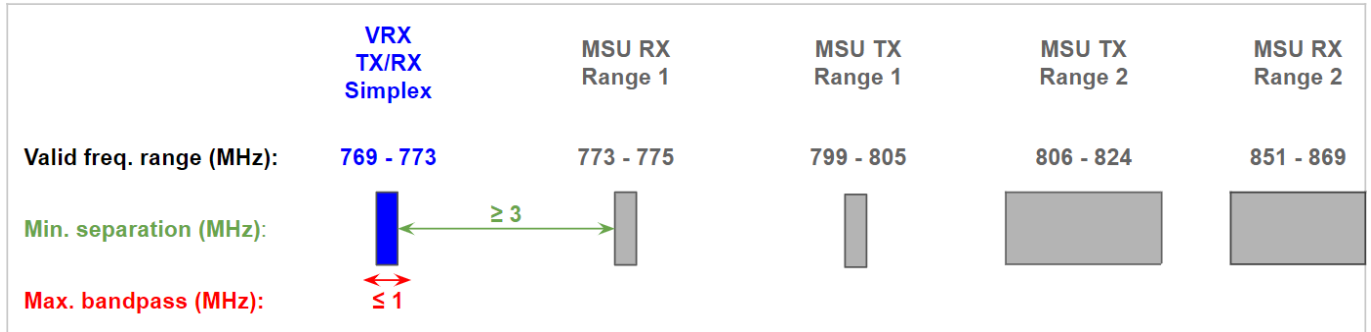 VRX
TX/RX
Simplex
MSU RX
Range 1
MSU TX
Range 1
MSU TX
Range 2
MSU RX
Range 2
Valid freq. range (MHz): 769 - 773 773 - 775 799 - 805 806 - 824 851 - 869
Min. separation (MHz): ≥ 3
Max. bandpass (MHz): ≤ 1